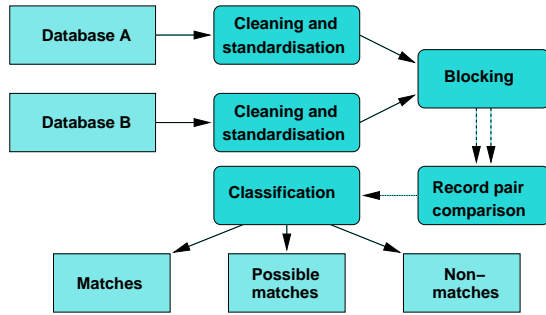 Database A
Cleaning and
standardisation
Blocking
Database B
Cleaning and
standardisation
Classification
Record pair
comparison
Matches
Possible
matches
Non−
matches